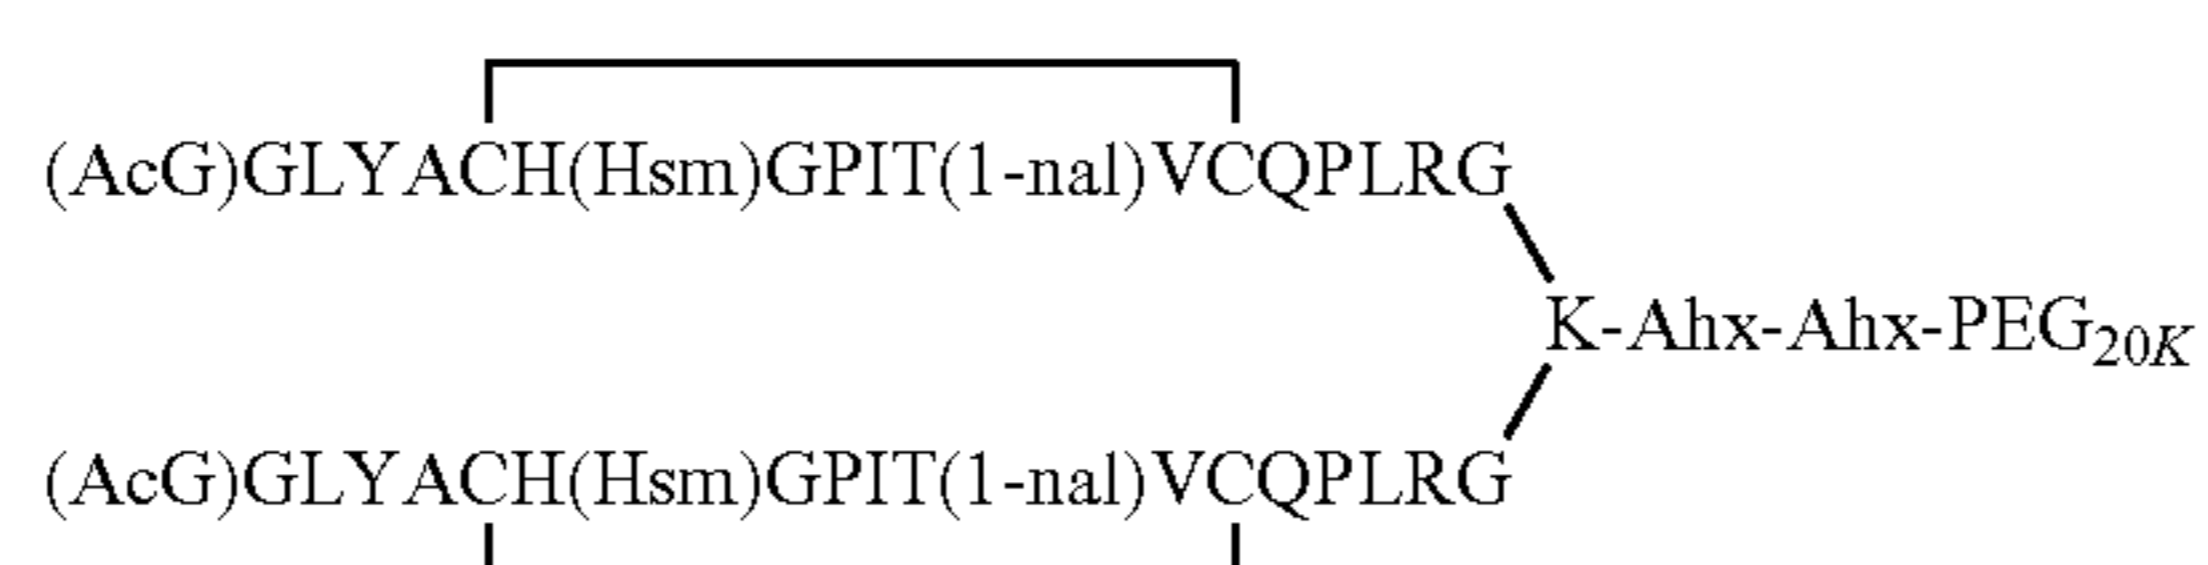 (AcG)GLYACH(Hsm)GPIT(1-nal)VCQPLRG
K-Ahx-Ahx-PEG20K
(AcG)GLYACH(Hsm)GPIT(1-nal)VCQPLRG